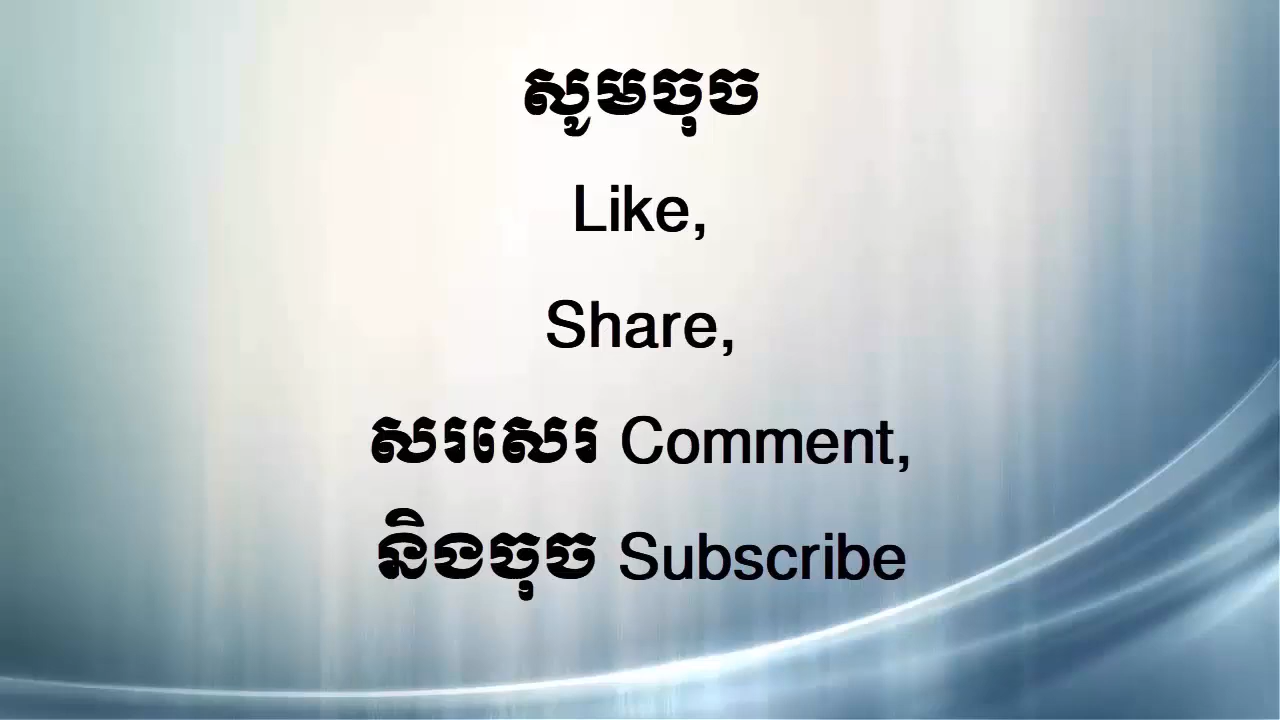 សូមចុច
Like,
Share,
សរសេរ Comment,
និងចុច Subscribe